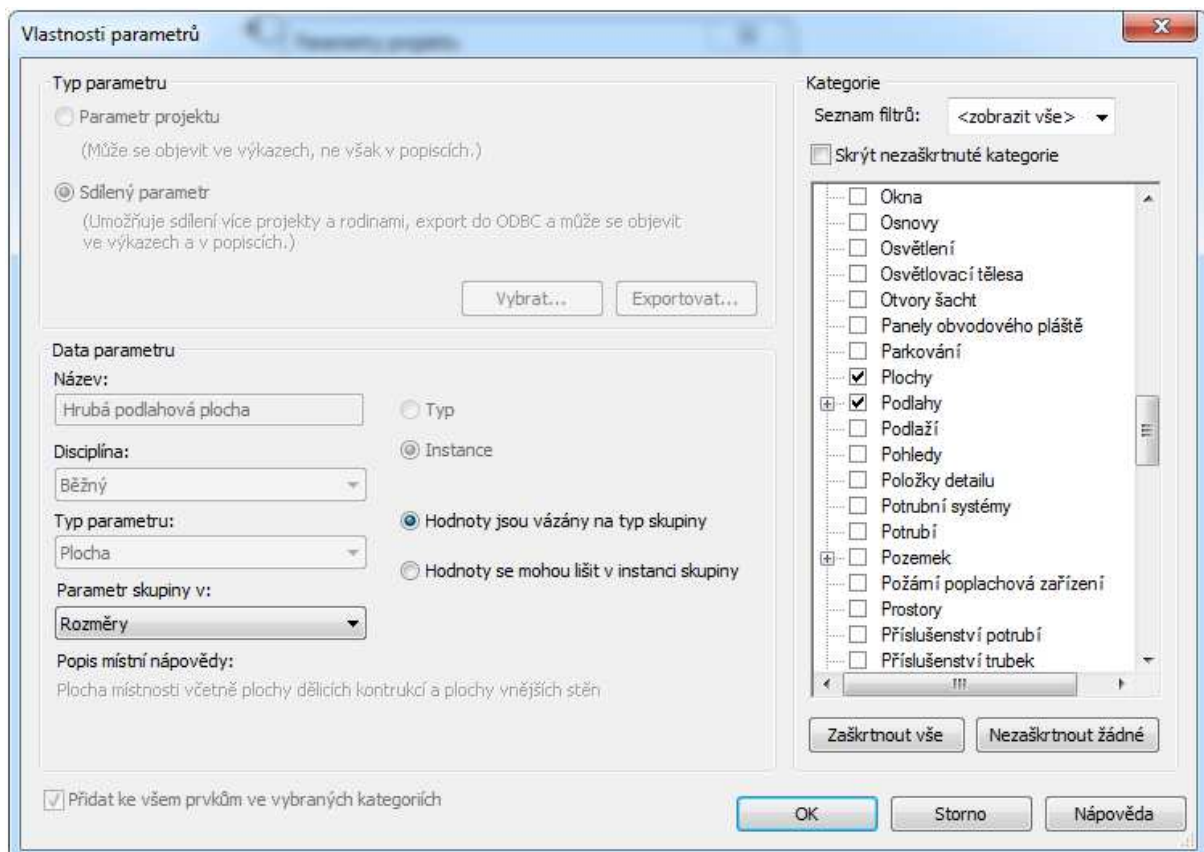 Vlastnosti parametrů
Parametry projektu
Typ parametru
Parametr projektu
(Může se objevit ve výkazech, ne však v popiscích.)
Sdílený parametr
(Umožňuje sdílení více projekty a rodinami, export do ODBC a může se objevit
ve výkazech a v popiscích.)
Vybrat...
Exportovat...
Data parametru
Název:
Hrubá podlahová plocha
Typ
Disciplína:
Instance
Běžný
Typ parametru:
Hodnoty jsou vázány na typ skupiny
Plocha
Hodnoty se mohou lišit v instanci skupiny
Parametr skupiny v:
Rozměry
Popis místní nápovědy:
Plocha místnosti včetně plochy dělicích kontrukcí a plochy vnějších stěn
Přidat ke všem prvkům ve vybraných kategoriích
Kategorie
Seznam filtrů:
<zobrazit vše>
Skrýt nezaškrtnuté kategorie
Okna
Osnovy
Osvětlení
Osvětlovací tělesa
Otvory šacht
Panely obvodového pláště
Parkování
Plochy
Podlahy
Podlaží
Pohledy
Položky detailu
Potrubní systémy
Potrubí
Pozemek
Požární poplachová zařízení
Prostory
Příslušenství potrubí
Příslušenství trubek
Zaškrtnout vše
Nezaškrtnout žádné
OK
Storno
Nápověda